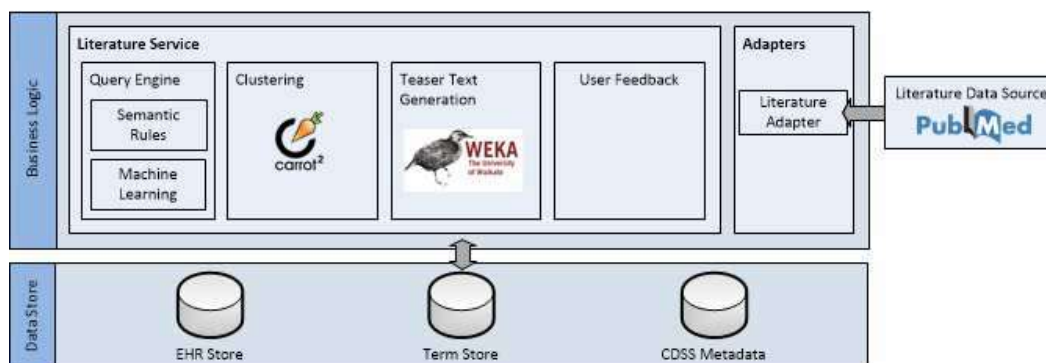 Business Logic
Literature Service
Query Engine
Semantic
Rules
Machine
Learning
Clustering
carrot²
Teaser Text
Generation
WEKA
The University
of Waikato
User Feedback
Adapters
Literature
Adapter
Literature Data Source
PubMed
Data Store
EHR Store
Term Store
CDSS Metadata